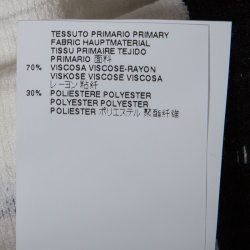 TESSUTO PRIMARIO PRIMARY
FABRIC HAUPTMATERIAL
TISSU PRIMAIRE TEJIDO
PRIMARIO 面料
70% VISCOSA VISCOSE-RAYON
VISKOSE VISCOSE VISCOSA
レーヨン 粘纤
30% POLIESTERE POLYESTER
POLYESTER POLYESTER
POLIESTER ポリエステル 聚酯纤维